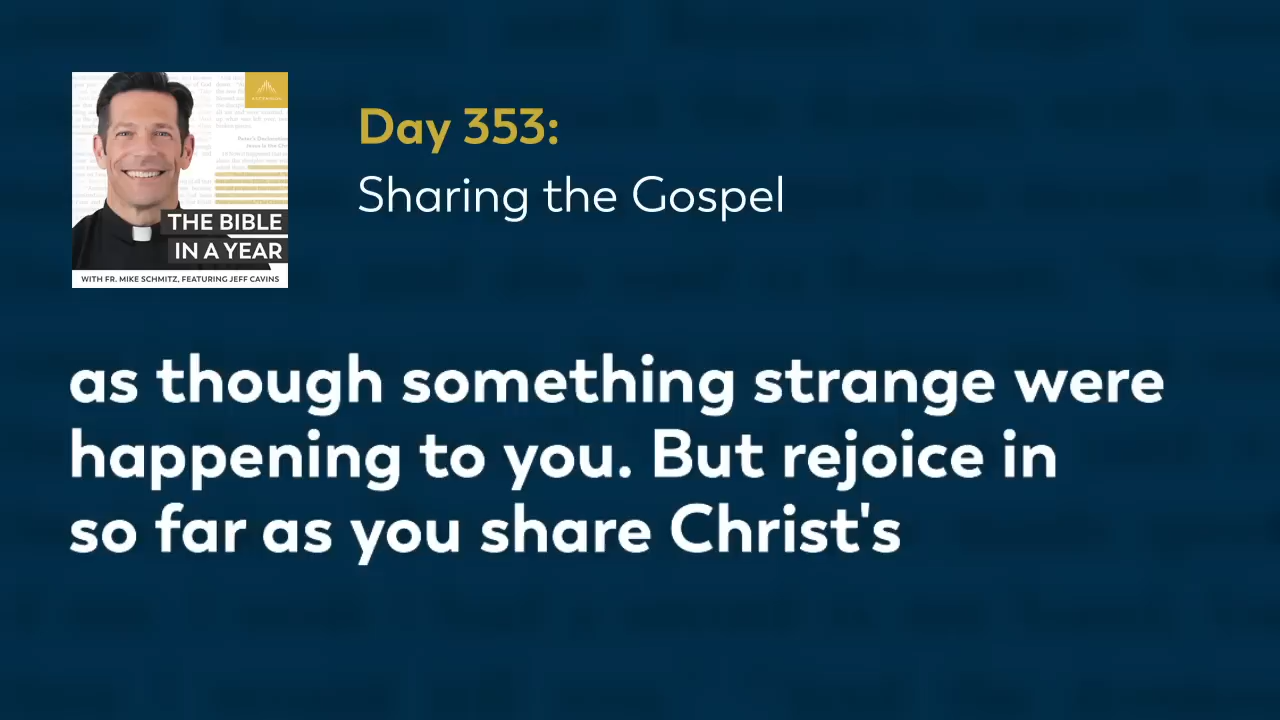 ASCENSION
THE BIBLE
IN A YEAR
WITH FR. MIKE SCHMITZ, FEATURING JEFF CAVINS
Day 353:
Sharing the Gospel
as though something strange were
happening to you. But rejoice in
so far as you share Christ's